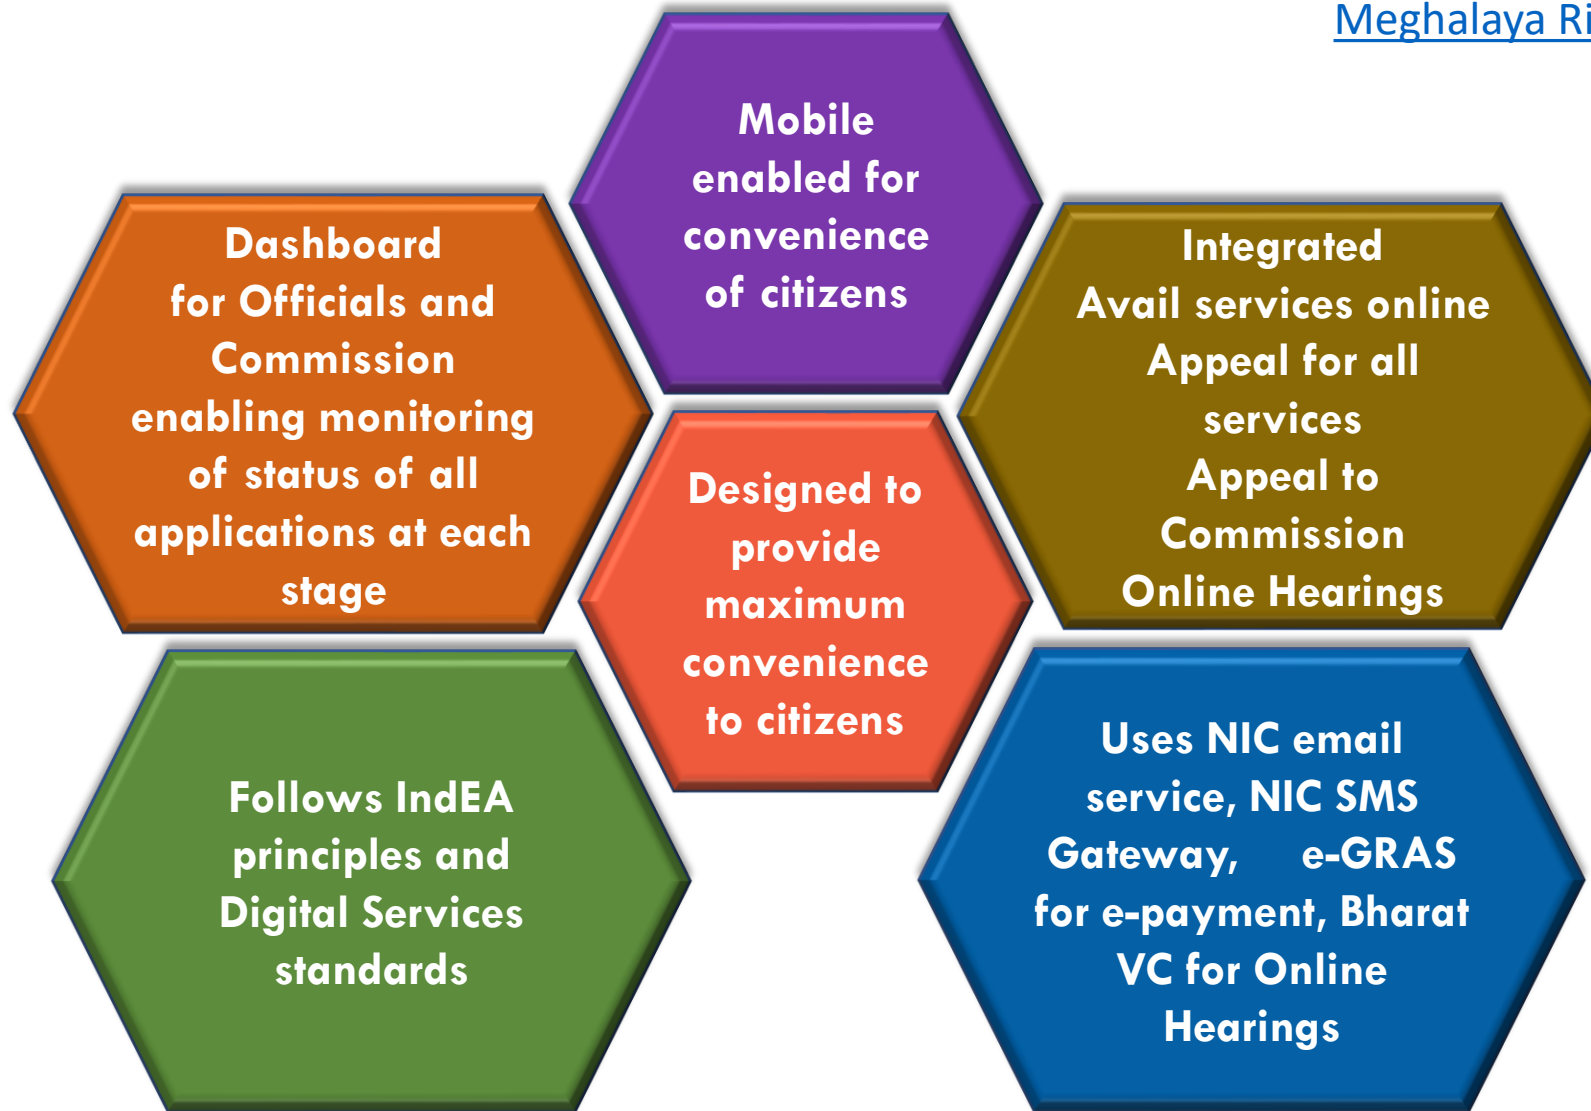 Meghalaya Ri
Mobile
enabled for
convenience
of citizens
Dashboard
for Officials and
Commission
enabling monitoring
of status of all
applications at each
stage
Integrated
Avail services online
Appeal for all
services
Appeal to
Commission
Online Hearings
Designed to
provide
maximum
convenience
to citizens
Follows IndEA
principles and
Digital Services
standards
Uses NIC email
service, NIC SMS
Gateway, e-GRAS
for e-payment, Bharat
VC for Online
Hearings